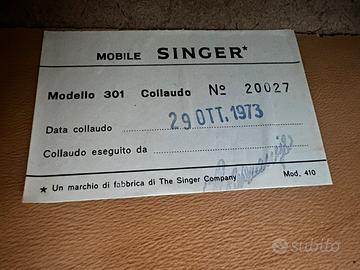 MOBILE SINGER*
Modello 301 Collaudo No 20027
Data collaudo 29 OTT. 1973
Collaudo eseguito da
* Un marchio di fabbrica di The Singer Company Mod. 410
subito